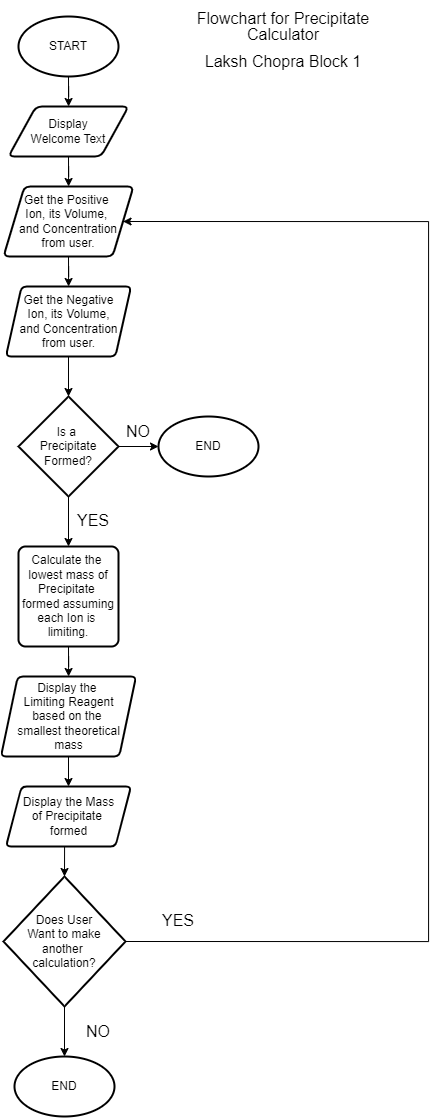 Flowchart for Precipitate
Calculator
Laksh Chopra Block 1
START
Display
Welcome Text
Get the Positive
Ion, its Volume,
and Concentration
from user.
Get the Negative
Ion, its Volume,
and Concentration
from user.
Is a
Precipitate
Formed?
NO
END
YES
Calculate the
lowest mass of
Precipitate
formed assuming
each Ion is
limiting.
Display the
Limiting Reagent
based on the
smallest theoretical
mass
Display the Mass
of Precipitate
formed
Does User
Want to make
another
calculation?
YES
NO
END